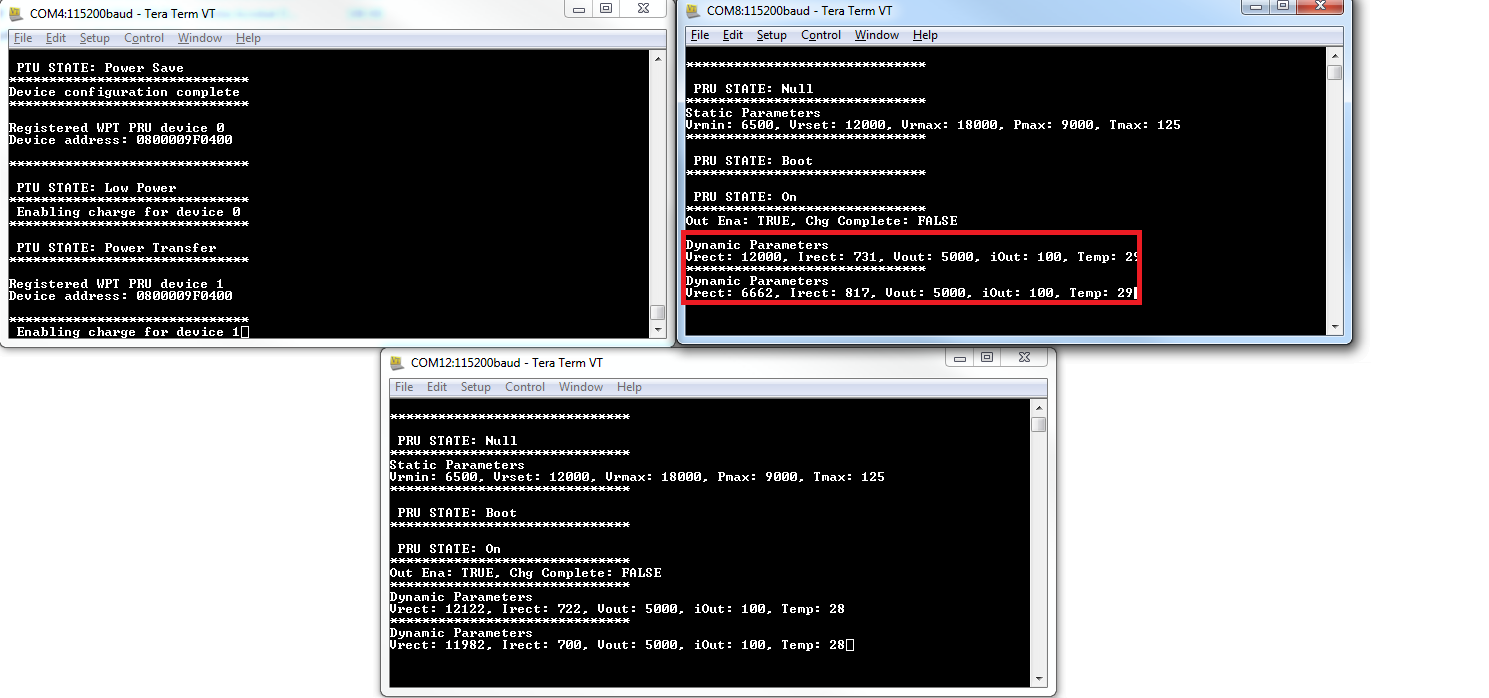 COM4:115200baud - Tera Term VT
File Edit Setup Control Window Help
PTU STATE: Power Save
******************************
Device configuration complete
******************************
Registered WPT PRU device 0
Device address: 0800009F0400
******************************
PTU STATE: Low Power
******************************
Enabling charge for device 0
******************************
PTU STATE: Power Transfer
******************************
Registered WPT PRU device 1
Device address: 0800009F0400
******************************
Enabling charge for device 1
COM8:115200baud - Tera Term VT
File Edit Setup Control Window Help
******************************
PRU STATE: Null
******************************
Static Parameters
Vrmin: 6500, Vrset: 12000, Vrmax: 18000, Pmax: 9000, Tmax: 125
******************************
PRU STATE: Boot
******************************
PRU STATE: On
******************************
Out Ena: TRUE, Chg Complete: FALSE
Dynamic Parameters
Vrect: 12000, Irect: 731, Vout: 5000, iOut: 100, Temp: 29
******************************
Dynamic Parameters
Vrect: 6662, Irect: 817, Vout: 5000, iOut: 100, Temp: 29
COM12:115200baud - Tera Term VT
File Edit Setup Control Window Help
******************************
PRU STATE: Null
******************************
Static Parameters
Vrmin: 6500, Vrset: 12000, Vrmax: 18000, Pmax: 9000, Tmax: 125
******************************
PRU STATE: Boot
******************************
PRU STATE: On
******************************
Out Ena: TRUE, Chg Complete: FALSE
******************************
Dynamic Parameters
Vrect: 12122, Irect: 722, Vout: 5000, iOut: 100, Temp: 28
******************************
Dynamic Parameters
Vrect: 11982, Irect: 700, Vout: 5000, iOut: 100, Temp: 28